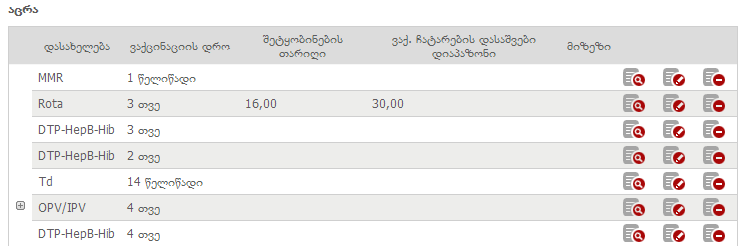 აცრა
დასახელება ვაქცინაციის დრო შეტყობინების თარიღი ვაქ. ჩატარების დასაშვები დიაპაზონი მიზეზი
MMR 1 წელიწადი
Rota 3 თვე 16,00 30,00
DTP-HepB-Hib 3 თვე
DTP-HepB-Hib 2 თვე
Td 14 წელიწადი
OPV/IPV 4 თვე
DTP-HepB-Hib 4 თვე